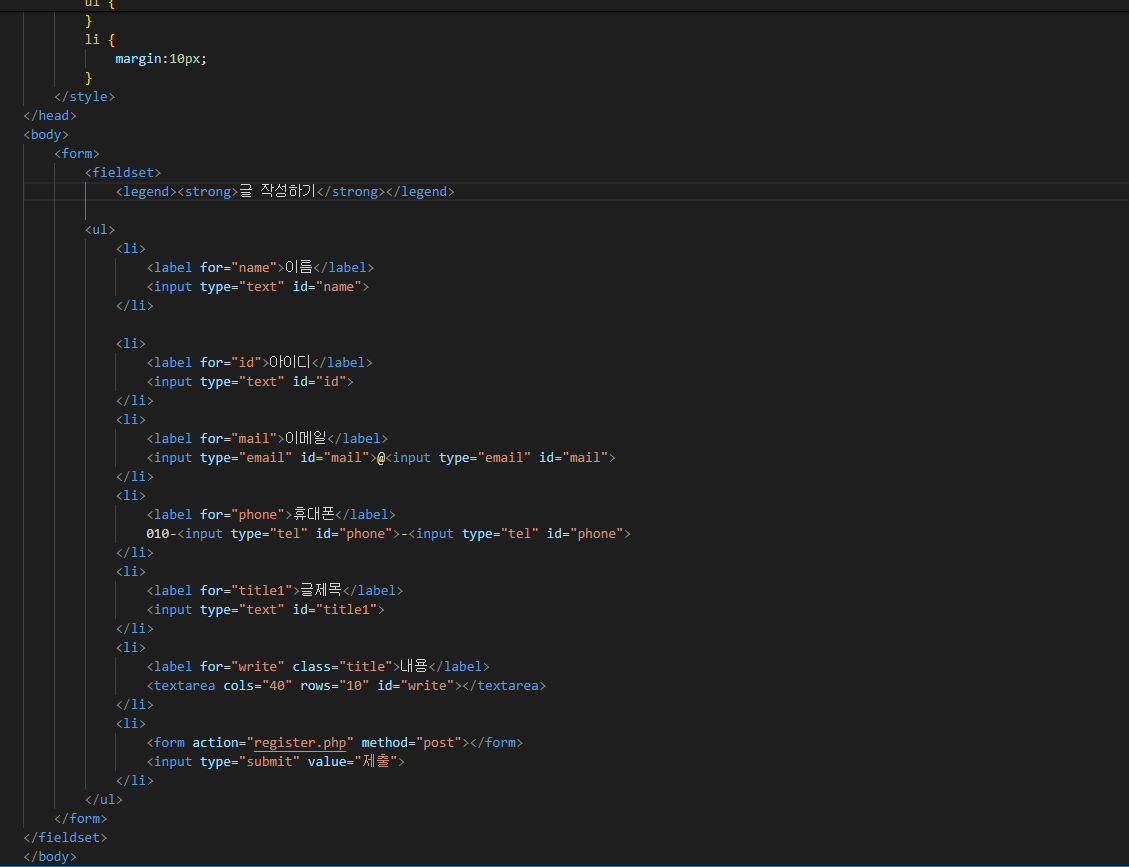 ul {
}
li {
margin:10px;
}
</style>
</head>
<body>
<form>
<fieldset>
<legend><strong>글 작성하기</strong></legend>
<ul>
<li>
<label for="name">이름</label>
<input type="text" id="name">
</li>
<li>
<label for="id">아이디</label>
<input type="text" id="id">
</li>
<li>
<label for="mail">이메일</label>
<input type="email" id="mail">@<input type="email" id="mail">
</li>
<li>
<label for="phone">휴대폰</label>
010-<input type="tel" id="phone">-<input type="tel" id="phone">
</li>
<li>
<label for="title1">글제목</label>
<input type="text" id="title1">
</li>
<li>
<label for="write" class="title">내용</label>
<textarea cols="40" rows="10" id="write"></textarea>
</li>
<li>
<form action="register.php" method="post"></form>
<input type="submit" value="제출">
</li>
</ul>
</form>
</fieldset>
</body>